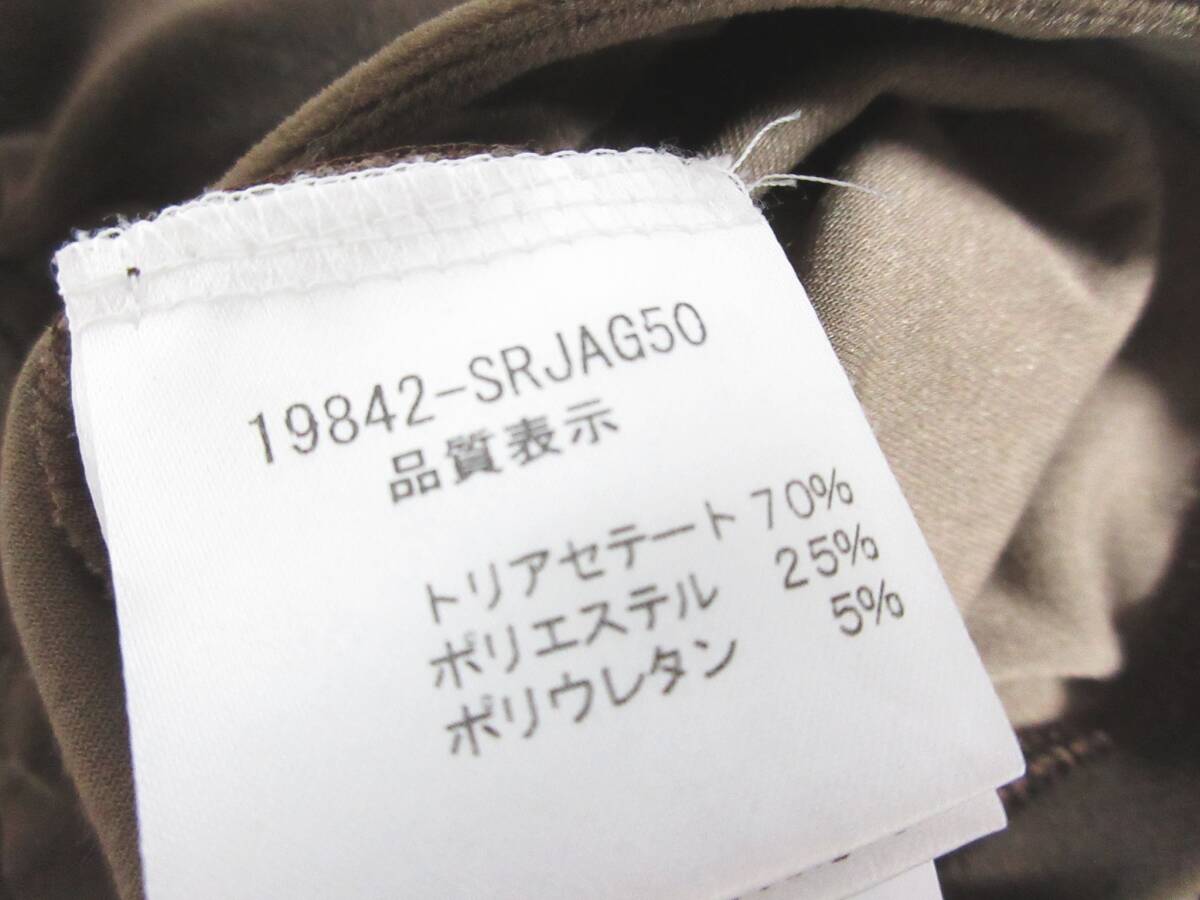 19842-SRJAG50
品質表示
トリアセテート 70%
ポリエステル 25%
ポリウレタン 5%